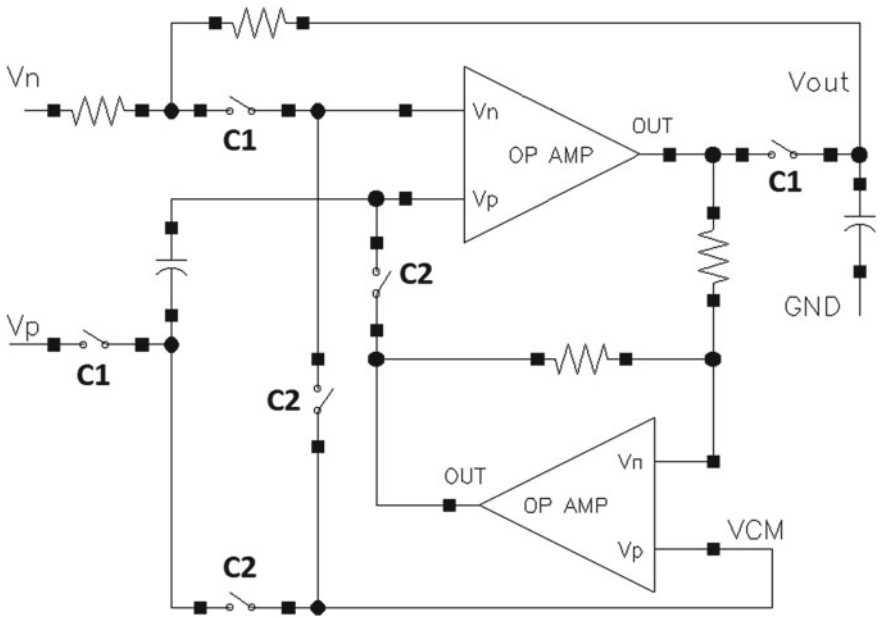 Vn
Vout
C1
Vn
OP AMP
OUT
C1
Vp
C2
GND
Vp
C1
C2
Vn
OUT
OP AMP
VCM
Vp
C2